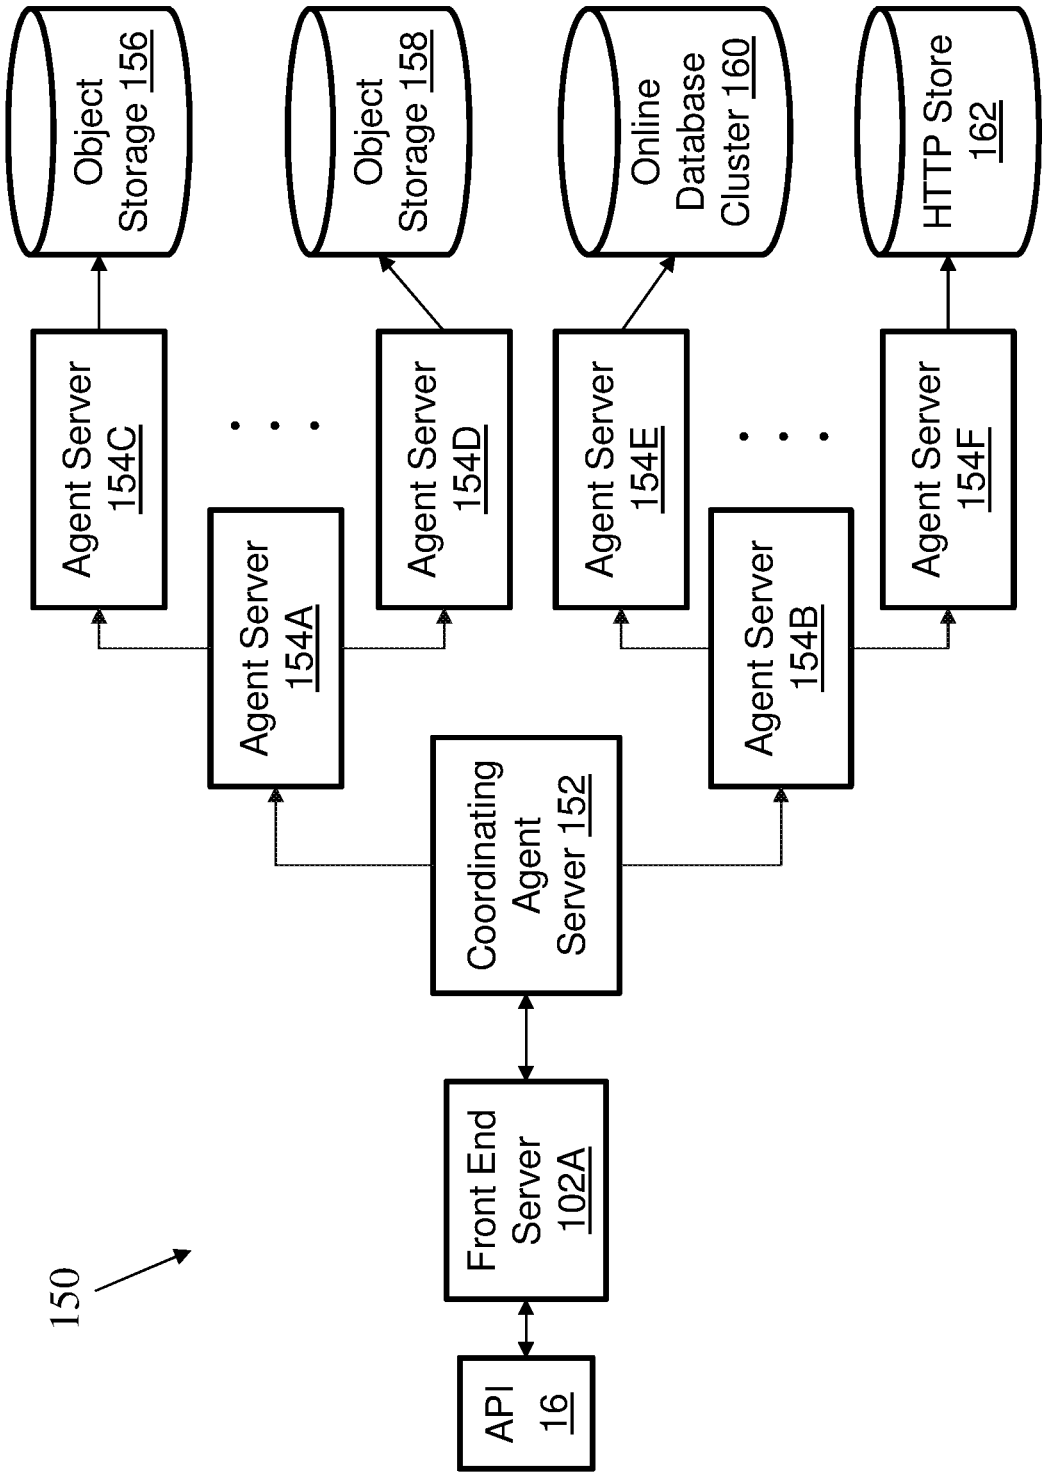 150
API
16
Front End
Server
102A
Coordinating
Agent
Server 152
Agent Server
154A
Agent Server
154B
Agent Server
154C
Agent Server
154D
Agent Server
154E
Agent Server
154F
Object
Storage 156
Object
Storage 158
Online
Database
Cluster 160
HTTP Store
162